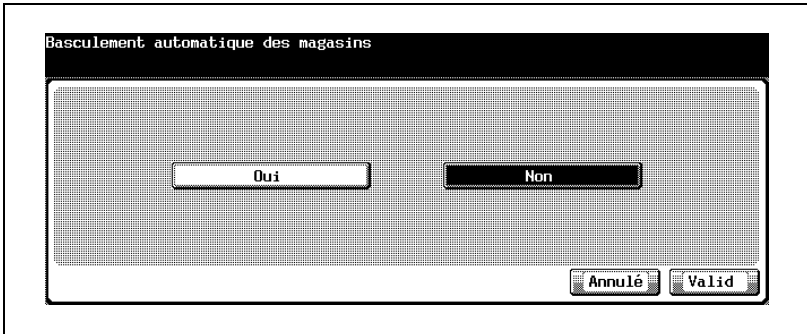 Basculement automatique des magasins
Oui Non
Annulé Valid